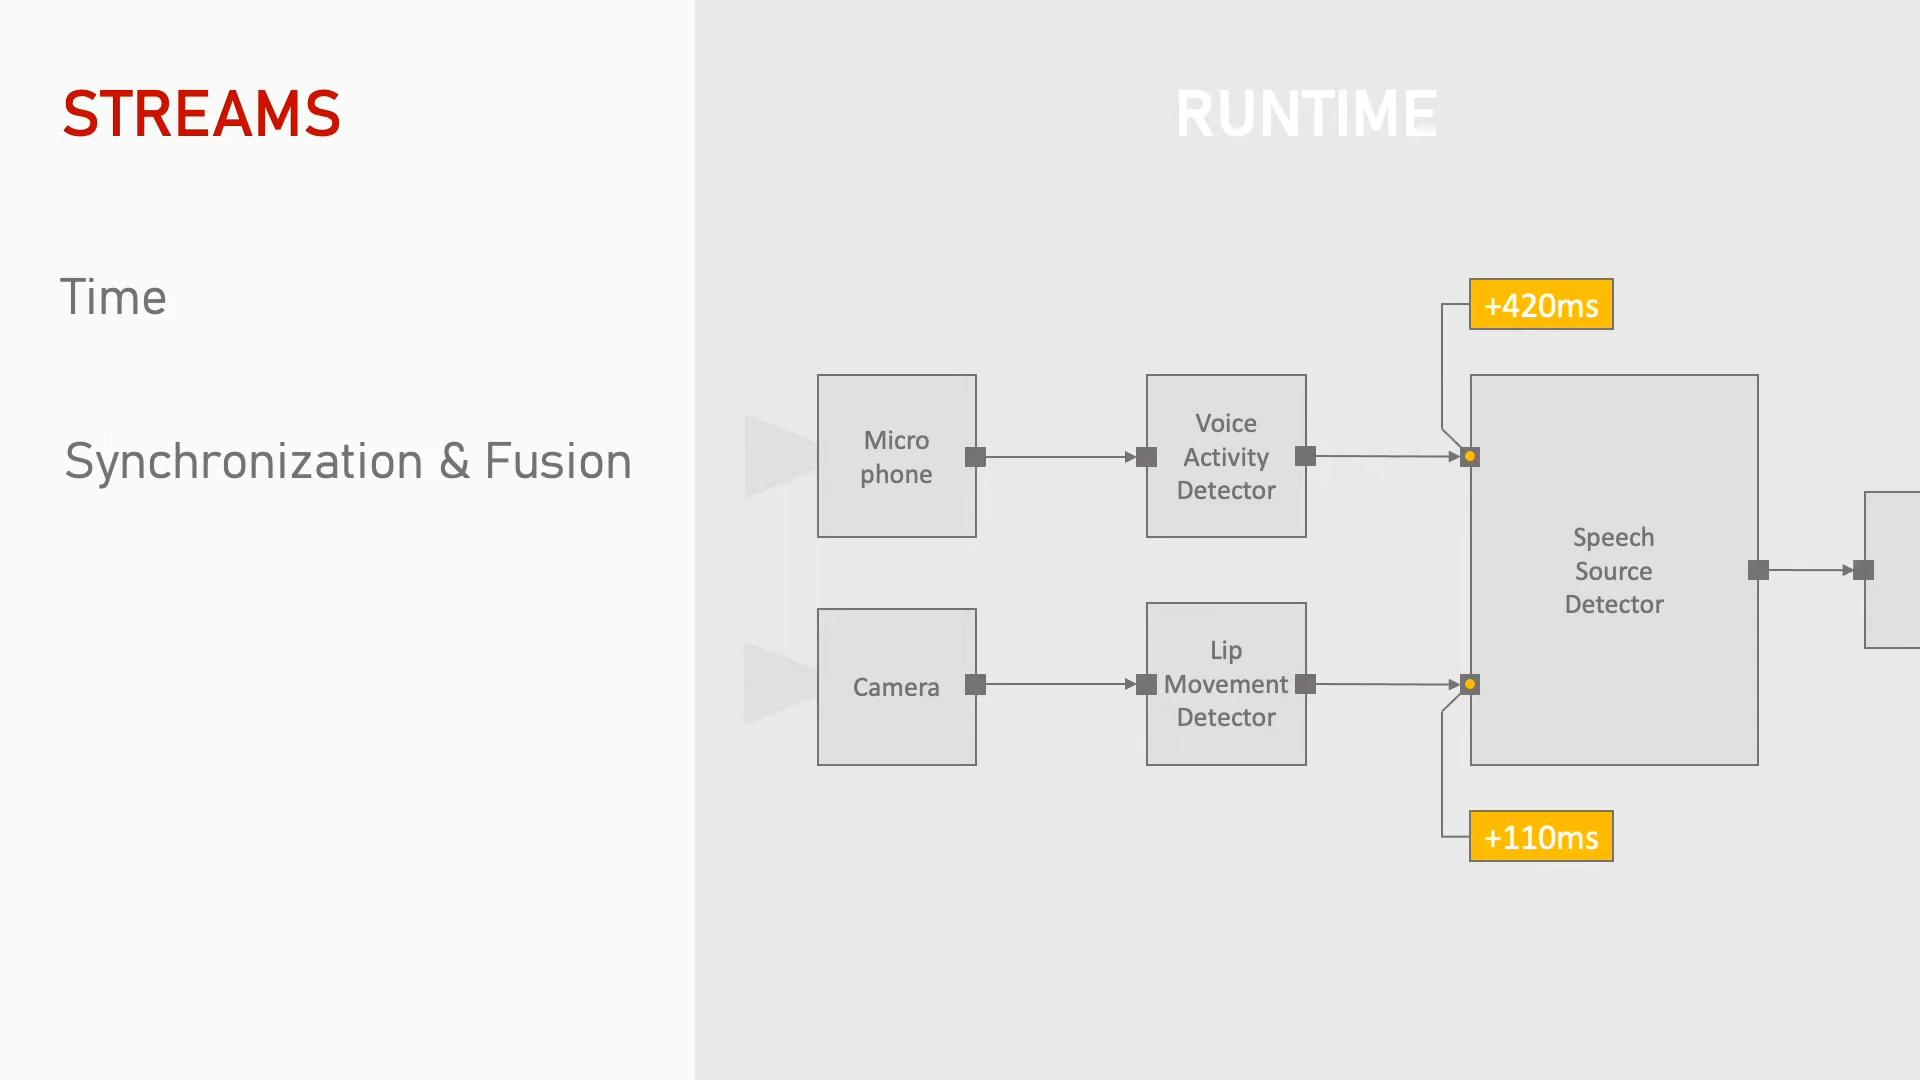 STREAMS
RUNTIME
Time
Synchronization & Fusion
+420ms
Micro
phone
Voice
Activity
Detector
Speech
Source
Detector
Camera
Lip
Movement
Detector
+110ms